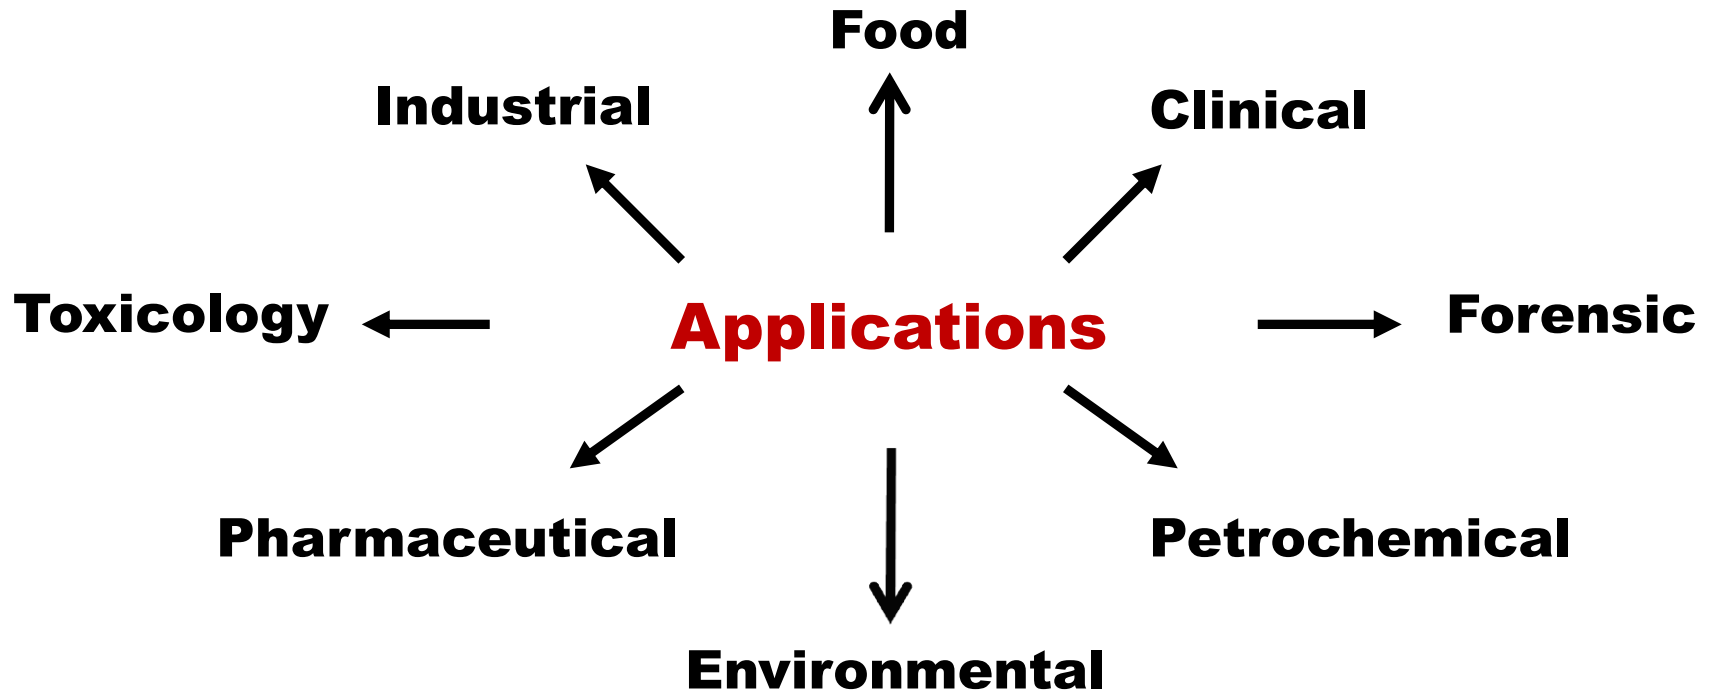 Food
Industrial
Clinical
Toxicology
Applications
Forensic
Pharmaceutical
Petrochemical
Environmental